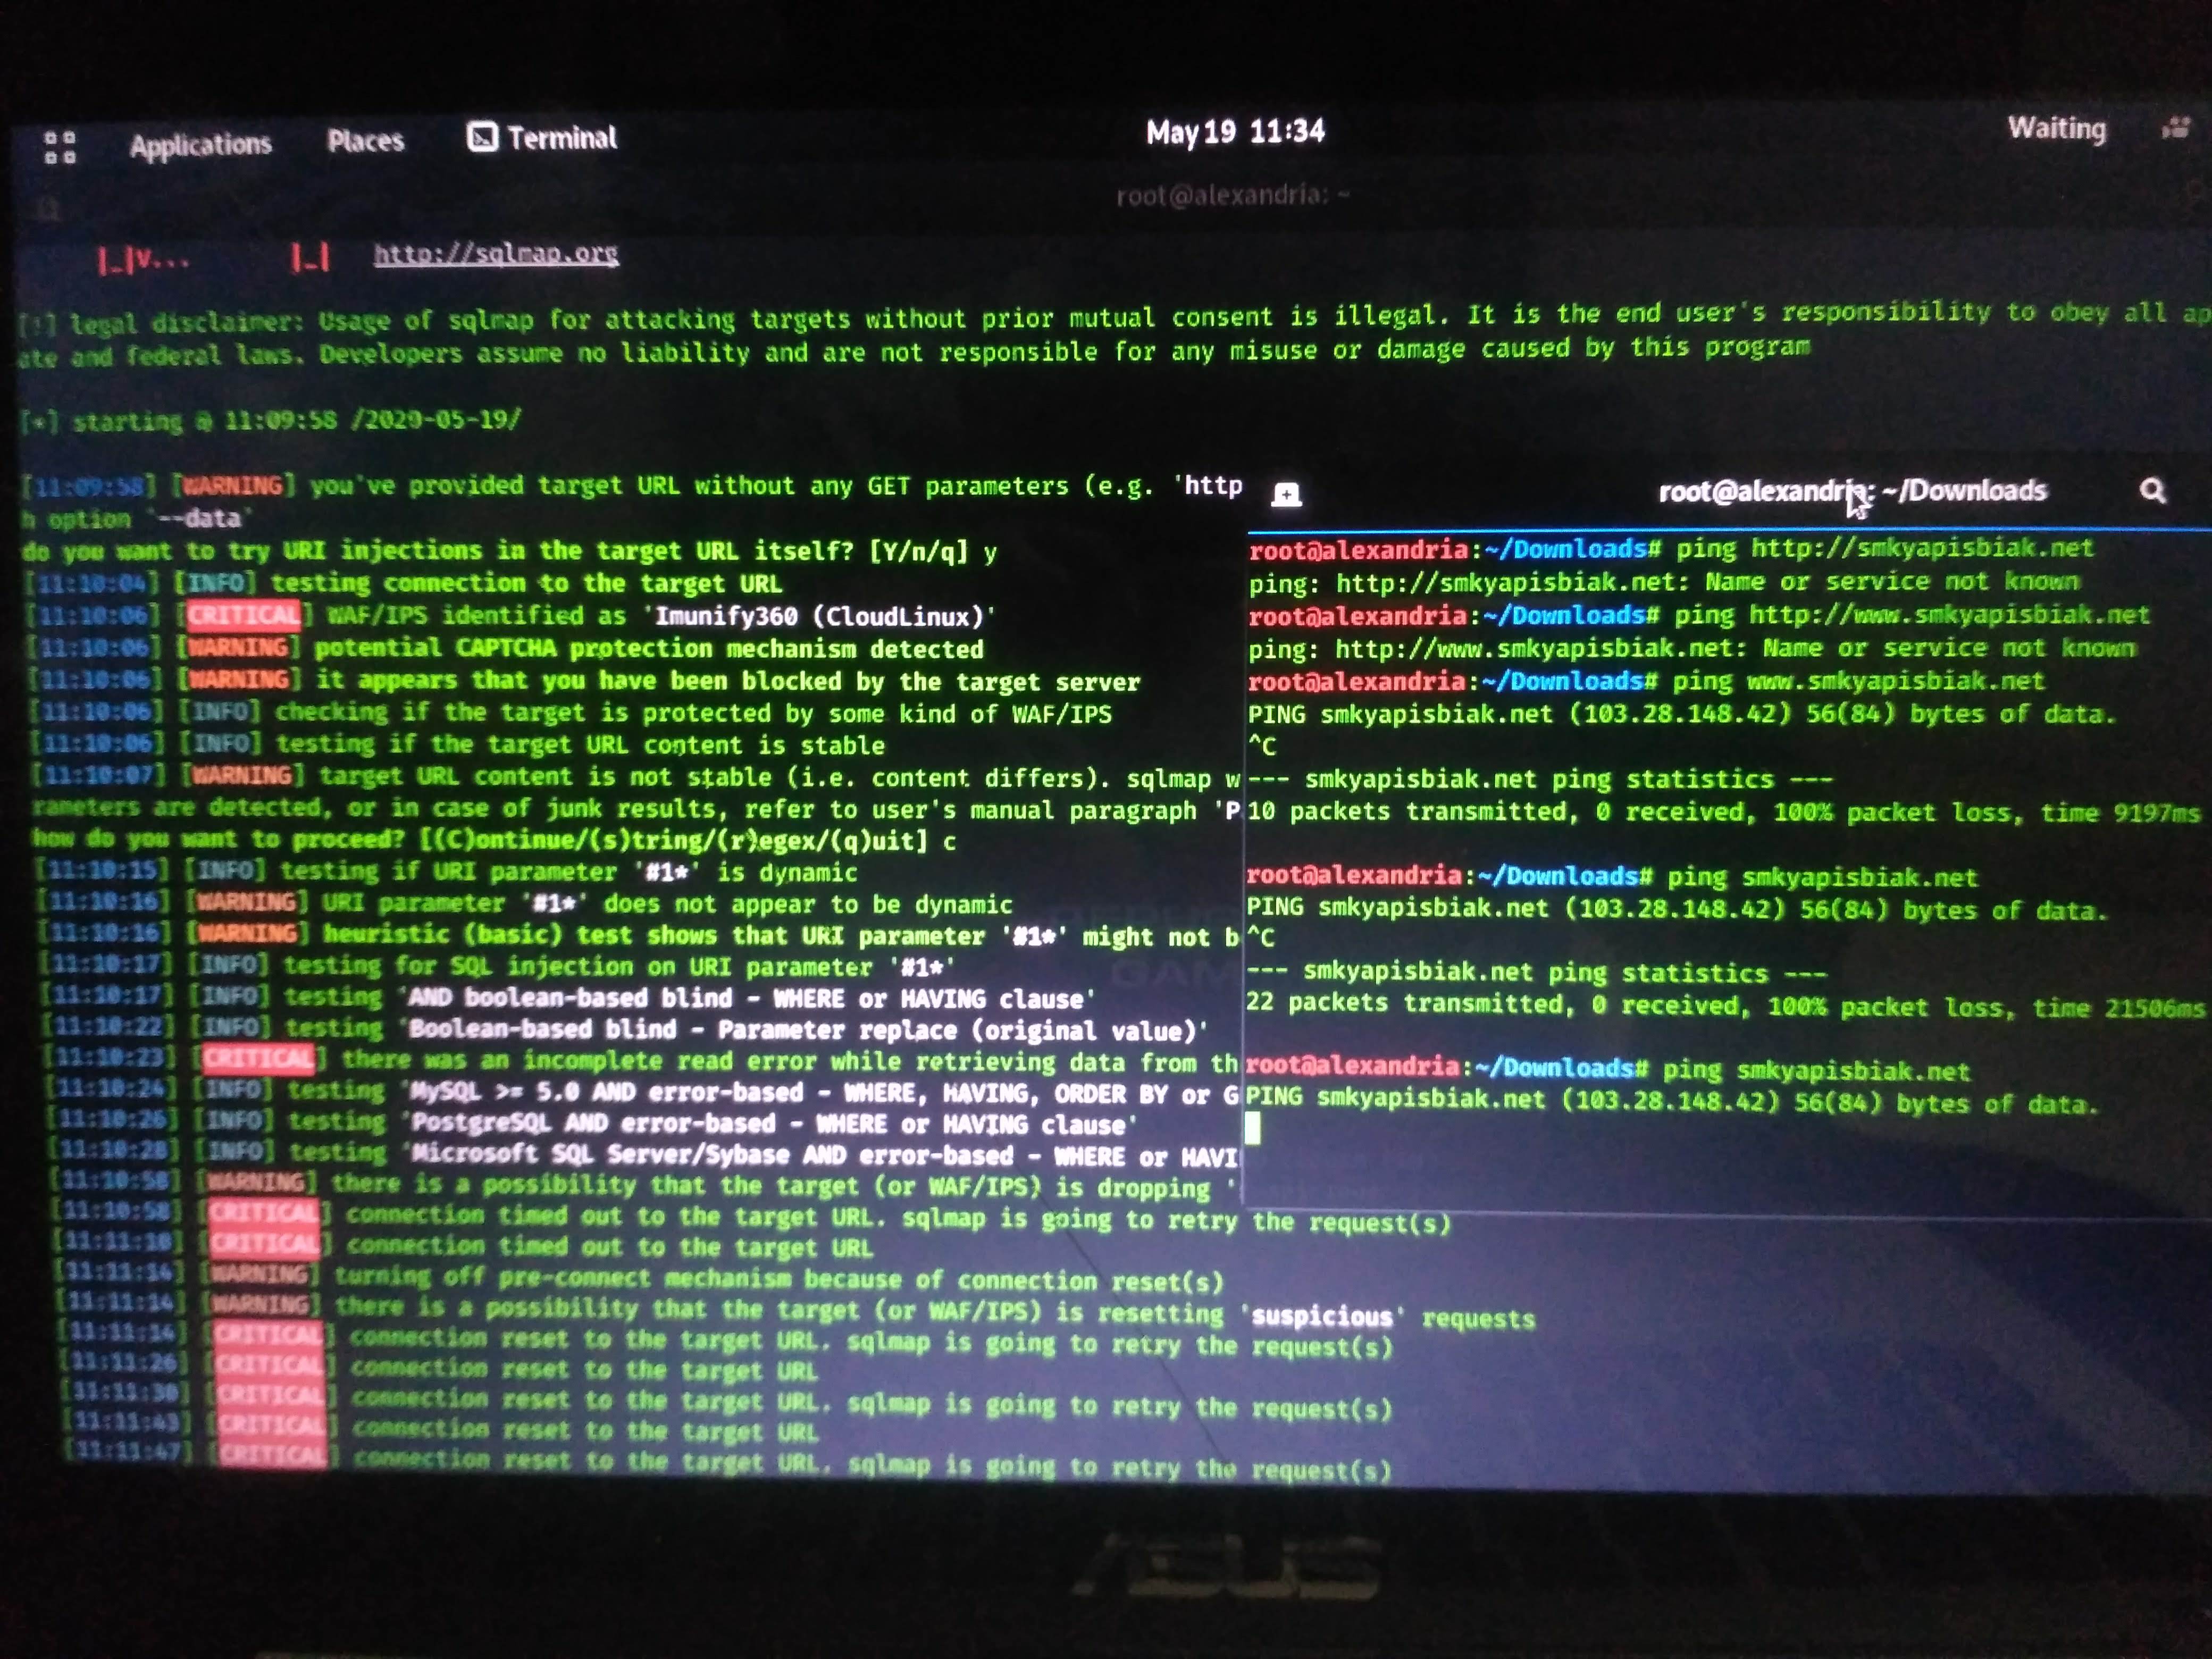 Applications Places Terminal May 19 11:34 Waiting
root@alexandria: ~
|_|V... |_| http://sqlmap.org
[!] legal disclaimer: Usage of sqlmap for attacking targets without prior mutual consent is illegal. It is the end user's responsibility to obey all ap
ate and federal laws. Developers assume no liability and are not responsible for any misuse or damage caused by this program
[*] starting @ 11:09:58 /2020-05-19/
[11:09:58] [WARNING] you've provided target URL without any GET parameters (e.g. 'http
h option '--data'
do you want to try URI injections in the target URL itself? [Y/n/q] y
[11:10:04] [INFO] testing connection to the target URL
[11:10:06] [CRITICAL] WAF/IPS identified as 'Imunify360 (CloudLinux)'
[11:10:06] [WARNING] potential CAPTCHA protection mechanism detected
[11:10:06] [WARNING] it appears that you have been blocked by the target server
[11:10:06] [INFO] checking if the target is protected by some kind of WAF/IPS
[11:10:06] [INFO] testing if the target URL content is stable
[11:10:07] [WARNING] target URL content is not stable (i.e. content differs). sqlmap w
rameters are detected, or in case of junk results, refer to user's manual paragraph 'P
how do you want to proceed? [(C)ontinue/(s)tring/(r)egex/(q)uit] c
[11:10:15] [INFO] testing if URI parameter '#1*' is dynamic
[11:10:16] [WARNING] URI parameter '#1*' does not appear to be dynamic
[11:10:16] [WARNING] heuristic (basic) test shows that URI parameter '#1*' might not b
[11:10:17] [INFO] testing for SQL injection on URI parameter '#1*'
[11:10:17] [INFO] testing 'AND boolean-based blind - WHERE or HAVING clause'
[11:10:22] [INFO] testing 'Boolean-based blind - Parameter replace (original value)'
[11:10:23] [CRITICAL] there was an incomplete read error while retrieving data from th
[11:10:24] [INFO] testing 'MySQL >= 5.0 AND error-based - WHERE, HAVING, ORDER BY or G
[11:10:26] [INFO] testing 'PostgreSQL AND error-based - WHERE or HAVING clause'
[11:10:28] [INFO] testing 'Microsoft SQL Server/Sybase AND error-based - WHERE or HAVI
[11:10:58] [WARNING] there is a possibility that the target (or WAF/IPS) is dropping '
[11:10:58] [CRITICAL] connection timed out to the target URL. sqlmap is going to retry the request(s)
[11:11:10] [CRITICAL] connection timed out to the target URL
[11:11:14] [WARNING] turning off pre-connect mechanism because of connection reset(s)
[11:11:14] [WARNING] there is a possibility that the target (or WAF/IPS) is resetting 'suspicious' requests
[11:11:14] [CRITICAL] connection reset to the target URL. sqlmap is going to retry the request(s)
[11:11:26] [CRITICAL] connection reset to the target URL
[11:11:30] [CRITICAL] connection reset to the target URL. sqlmap is going to retry the request(s)
[11:11:43] [CRITICAL] connection reset to the target URL
[11:11:47] [CRITICAL] connection reset to the target URL. sqlmap is going to retry the request(s)
root@alexandria: ~/Downloads
root@alexandria:~/Downloads# ping http://smkyapisbiak.net
ping: http://smkyapisbiak.net: Name or service not known
root@alexandria:~/Downloads# ping http://www.smkyapisbiak.net
ping: http://www.smkyapisbiak.net: Name or service not known
root@alexandria:~/Downloads# ping www.smkyapisbiak.net
PING smkyapisbiak.net (103.28.148.42) 56(84) bytes of data.
^C
--- smkyapisbiak.net ping statistics ---
10 packets transmitted, 0 received, 100% packet loss, time 9197ms
root@alexandria:~/Downloads# ping smkyapisbiak.net
PING smkyapisbiak.net (103.28.148.42) 56(84) bytes of data.
^C
--- smkyapisbiak.net ping statistics ---
22 packets transmitted, 0 received, 100% packet loss, time 21506ms
root@alexandria:~/Downloads# ping smkyapisbiak.net
PING smkyapisbiak.net (103.28.148.42) 56(84) bytes of data.
ASUS